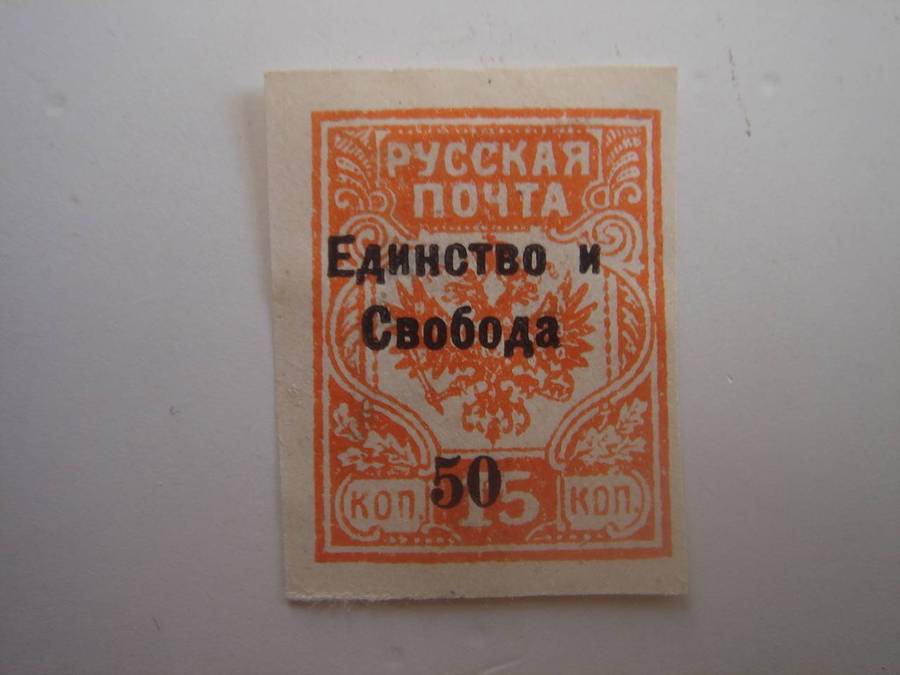 РУССКАЯ
ПОЧТА
Единство и
Свобода
50
КОП. 15 КОП.